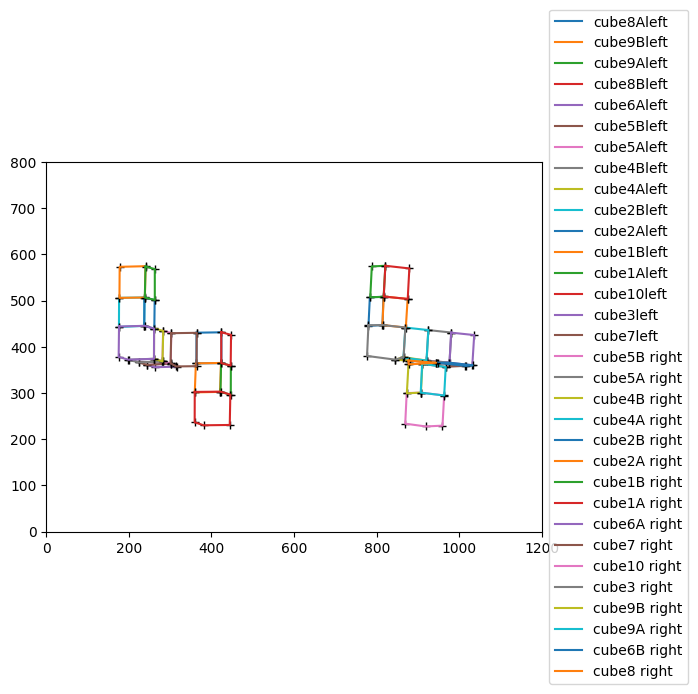 cube8Aleft
cube9Bleft
cube9Aleft
cube8Bleft
cube6Aleft
cube5Bleft
cube5Aleft
cube4Bleft
cube4Aleft
cube2Bleft
cube2Aleft
cube1Bleft
cube1Aleft
cube10left
cube3left
cube7left
cube5B right
cube5A right
cube4B right
cube4A right
cube2B right
cube2A right
cube1B right
cube1A right
cube6A right
cube7 right
cube10 right
cube3 right
cube9B right
cube9A right
cube6B right
cube8 right
800
700
600
500
400
300
200
100
0
0 200 400 600 800 1000 1200